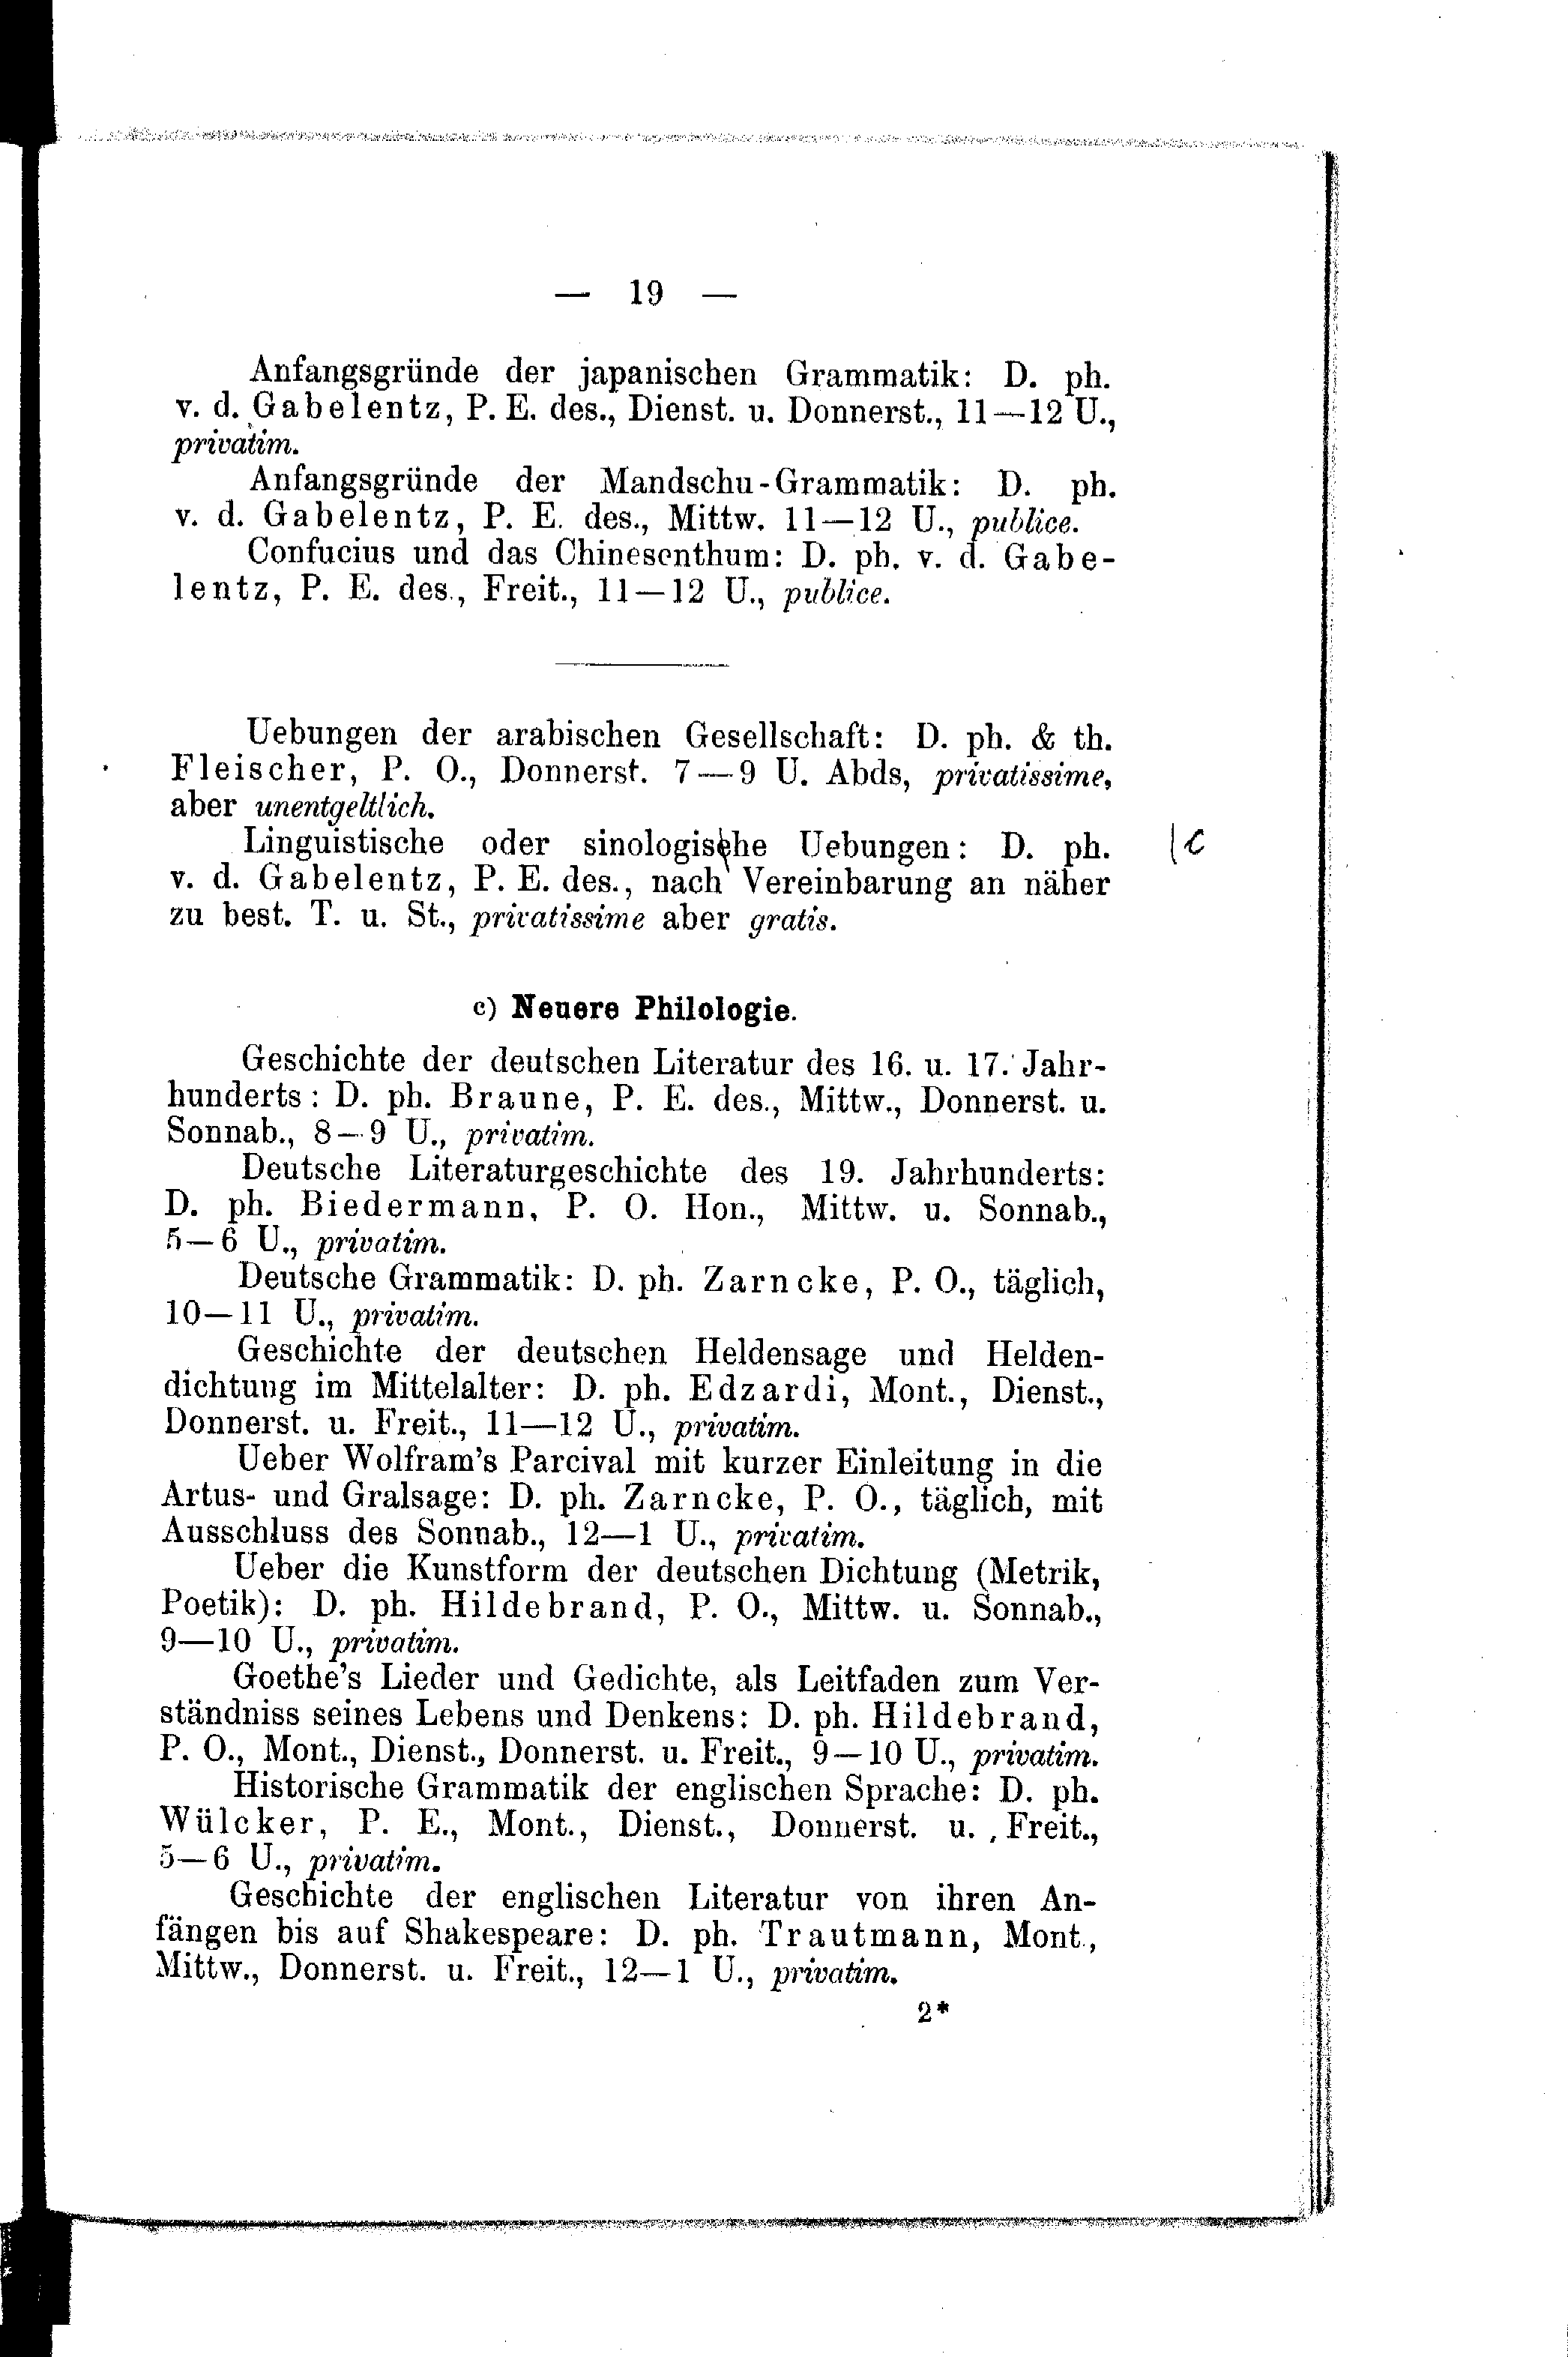 — 19 —
Anfangsgründe der japanischen Grammatik: D. ph.
v. d. Gabelentz, P. E. des., Dienst. u. Donnerst., 11—12 U.,
privatim.
Anfangsgründe der Mandschu-Grammatik: D. ph.
v. d. Gabelentz, P. E. des., Mittw. 11—12 U., publice.
Confucius und das Chinesenthum: D. ph. v. d. Gabe-
lentz, P. E. des., Freit., 11—12 U., publice.
Uebungen der arabischen Gesellschaft: D. ph. & th.
Fleischer, P. O., Donnerst. 7—9 U. Abds, privatissime,
aber unentgeltlich.
Linguistische oder sinologische Uebungen: D. ph. | c
v. d. Gabelentz, P. E. des., nach Vereinbarung an näher
zu best. T. u. St., privatissime aber gratis.
c) Neuere Philologie.
Geschichte der deutschen Literatur des 16. u. 17. Jahr-
hunderts: D. ph. Braune, P. E. des., Mittw., Donnerst. u.
Sonnab., 8—9 U., privatim.
Deutsche Literaturgeschichte des 19. Jahrhunderts:
D. ph. Biedermann, P. O. Hon., Mittw. u. Sonnab.,
5—6 U., privatim.
Deutsche Grammatik: D. ph. Zarncke, P. O., täglich,
10—11 U., privatim.
Geschichte der deutschen Heldensage und Helden-
dichtung im Mittelalter: D. ph. Edzardi, Mont., Dienst.,
Donnerst. u. Freit., 11—12 U., privatim.
Ueber Wolfram's Parcival mit kurzer Einleitung in die
Artus- und Gralsage: D. ph. Zarncke, P. O., täglich, mit
Ausschluss des Sonnab., 12—1 U., privatim.
Ueber die Kunstform der deutschen Dichtung (Metrik,
Poetik): D. ph. Hildebrand, P. O., Mittw. u. Sonnab.,
9—10 U., privatim.
Goethe's Lieder und Gedichte, als Leitfaden zum Ver-
ständniss seines Lebens und Denkens: D. ph. Hildebrand,
P. O., Mont., Dienst., Donnerst. u. Freit., 9—10 U., privatim.
Historische Grammatik der englischen Sprache: D. ph.
Wülcker, P. E., Mont., Dienst., Donnerst. u. Freit.,
5—6 U., privatim.
Geschichte der englischen Literatur von ihren An-
fängen bis auf Shakespeare: D. ph. Trautmann, Mont.,
Mittw., Donnerst. u. Freit., 12—1 U., privatim.
2*